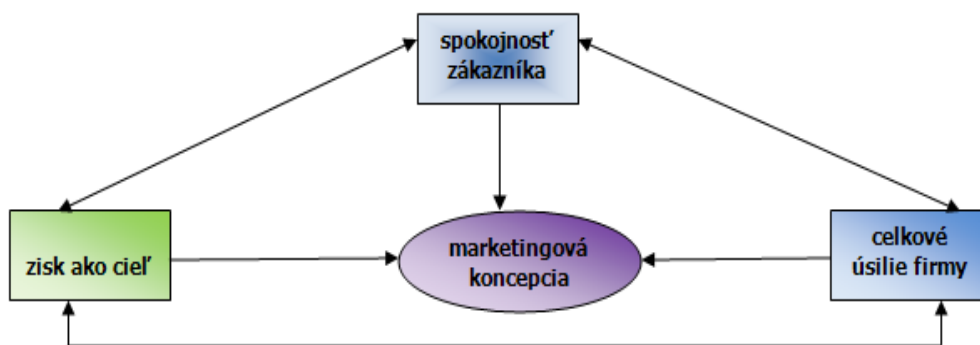 spokojnosť
zákazníka
zisk ako cieľ
marketingová
koncepcia
celkové
úsilie firmy